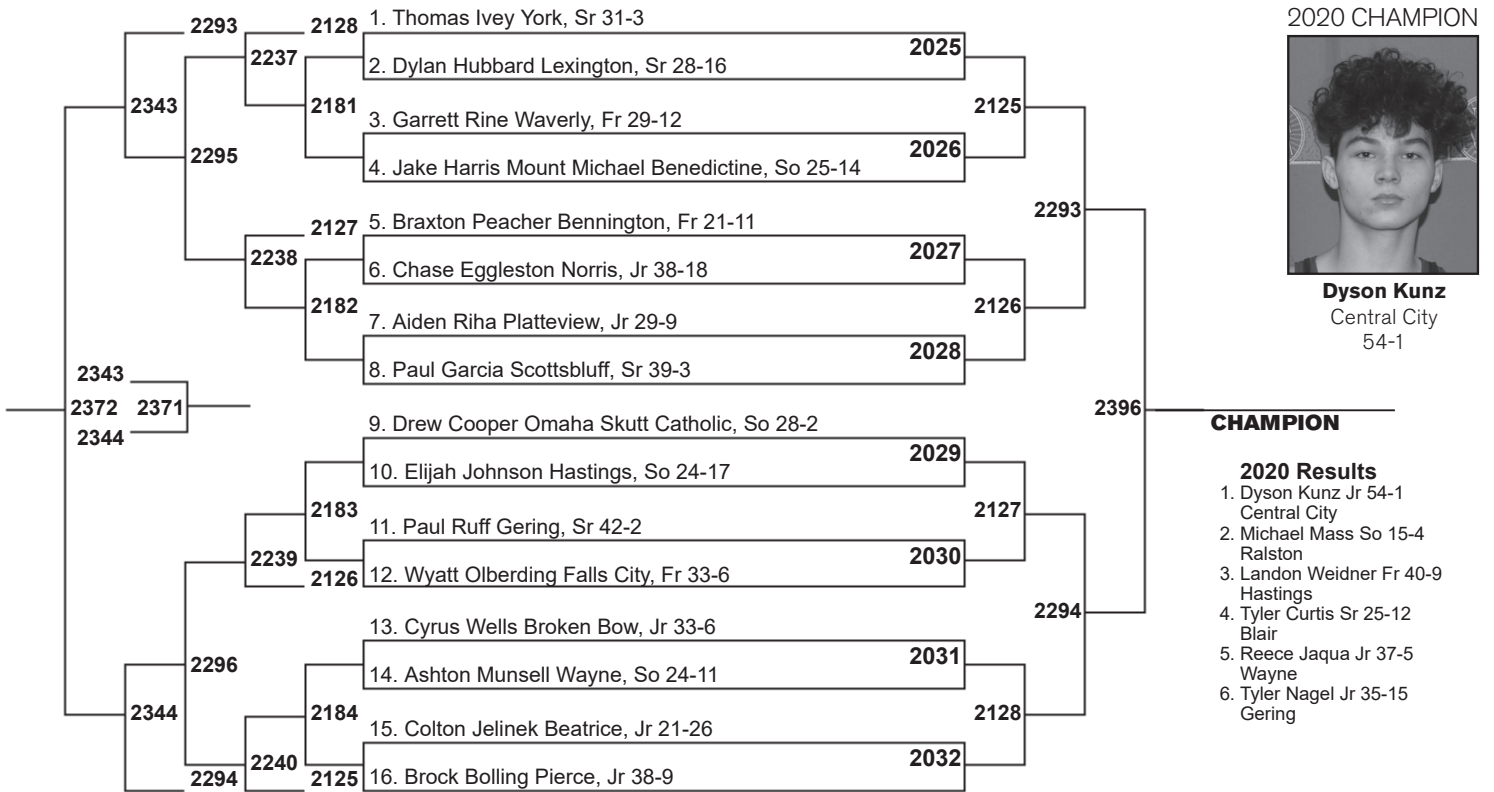 2020 CHAMPION
2293
2128
1. Thomas Ivey York, Sr 31-3
2025
2237
2. Dylan Hubbard Lexington, Sr 28-16
2343
2181
2125
3. Garrett Rine Waverly, Fr 29-12
2026
2295
4. Jake Harris Mount Michael Benedictine, So 25-14
2293
2127
5. Braxton Peacher Bennington, Fr 21-11
2027
2238
6. Chase Eggleston Norris, Jr 38-18
2182
2126
7. Aiden Riha Platteview, Jr 29-9
2028
8. Paul Garcia Scottsbluff, Sr 39-3
Dyson Kunz
Central City
54-1
2343
2372
2371
2344
2396
CHAMPION
9. Drew Cooper Omaha Skutt Catholic, So 28-2
2029
10. Elijah Johnson Hastings, So 24-17
2183
2127
11. Paul Ruff Gering, Sr 42-2
2030
2239
2126
12. Wyatt Olberding Falls City, Fr 33-6
2294
13. Cyrus Wells Broken Bow, Jr 33-6
2031
2296
14. Ashton Munsell Wayne, So 24-11
2344
2184
2128
15. Colton Jelinek Beatrice, Jr 21-26
2032
2240
2294
2125
16. Brock Bolling Pierce, Jr 38-9
2020 Results
1. Dyson Kunz Jr 54-1
Central City
2. Michael Mass So 15-4
Ralston
3. Landon Weidner Fr 40-9
Hastings
4. Tyler Curtis Sr 25-12
Blair
5. Reece Jaqua Jr 37-5
Wayne
6. Tyler Nagel Jr 35-15
Gering